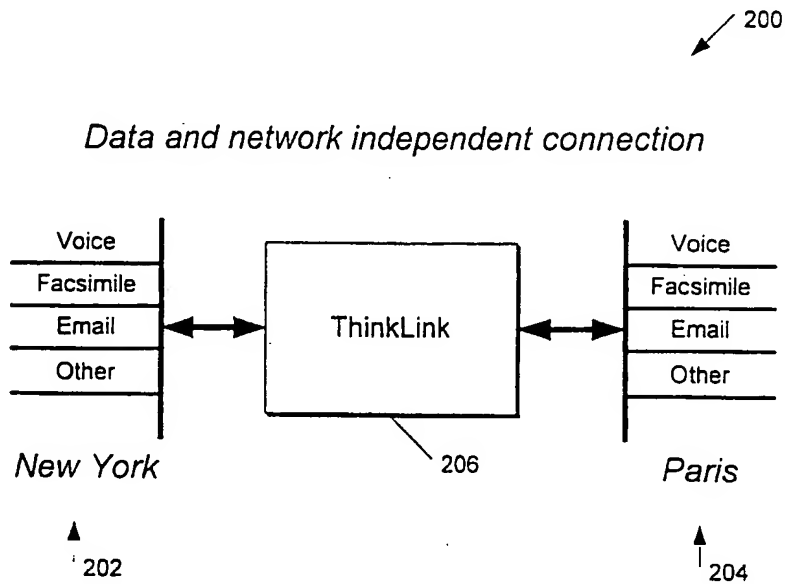 200
Data and network independent connection
Voice
Facsimile
Email
Other
New York
202
ThinkLink
206
Voice
Facsimile
Email
Other
Paris
204